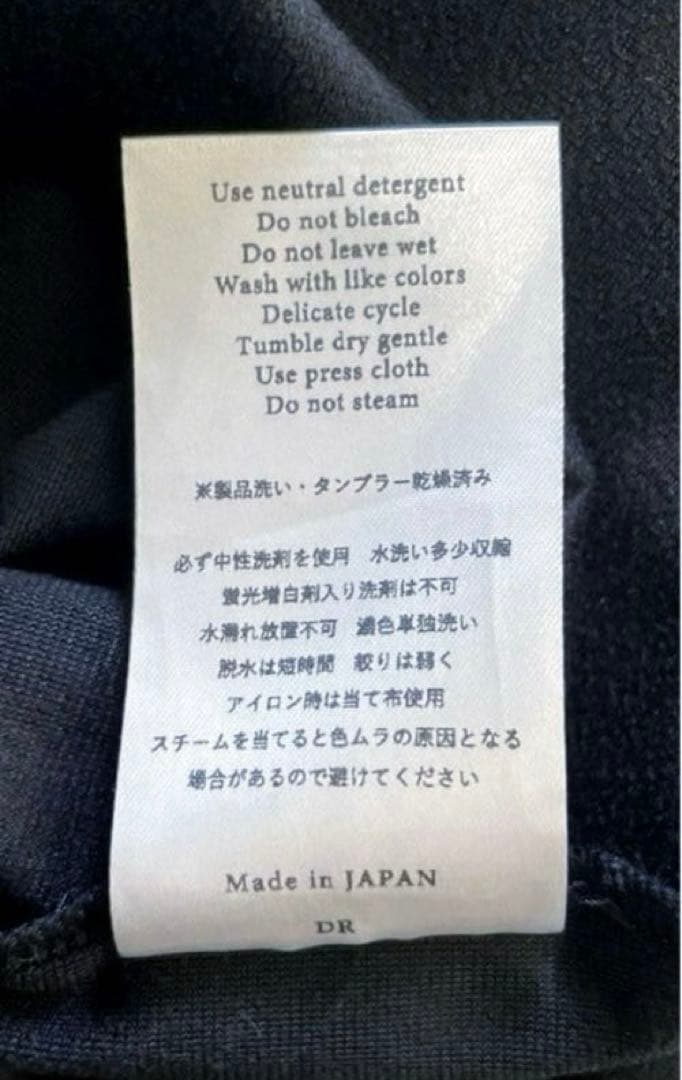 Use neutral detergent
Do not bleach
Do not leave wet
Wash with like colors
Delicate cycle
Tumble dry gentle
Use press cloth
Do not steam
※製品洗い・タンブラー乾燥済み
必ず中性洗剤を使用　水洗い多少収縮
蛍光増白剤入り洗剤は不可
水濡れ放置不可　濃色単独洗い
脱水は短時間　絞りは弱く
アイロン時は当て布使用
スチームを当てると色ムラの原因となる
場合があるので避けてください
Made in JAPAN
DR